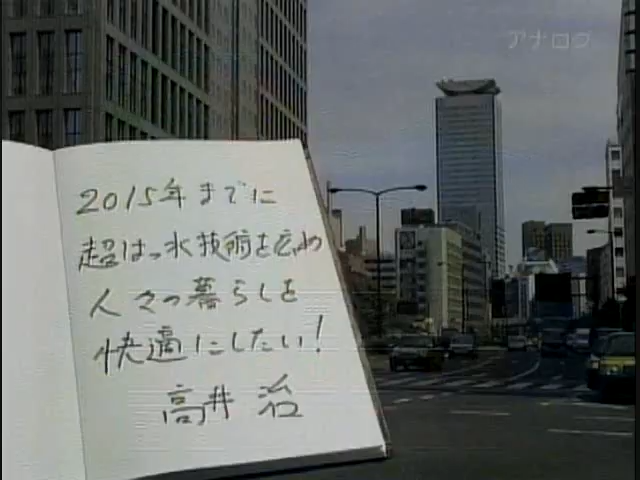 アナログ
2015年までに
超はっ水技術を広め
人々の暮らしを
快適にしたい!
高井 治